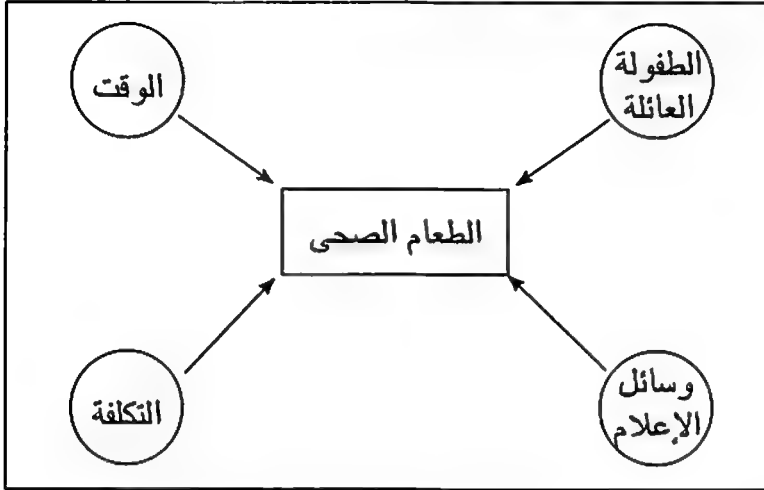 الطفولة
العائلة
الوقت
الطعام الصحى
وسائل
الإعلام
التكلفة